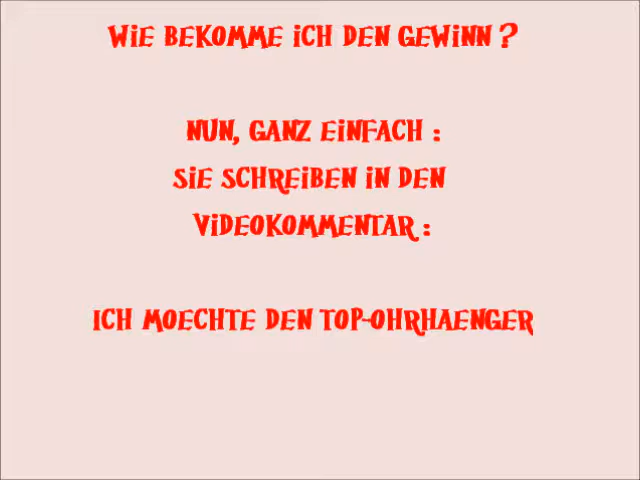 WIE BEKOMME ICH DEN GEWINN ?
NUN, GANZ EINFACH :
SIE SCHREIBEN IN DEN
VIDEOKOMMENTAR :
ICH MOECHTE DEN TOP-OHRHAENGER